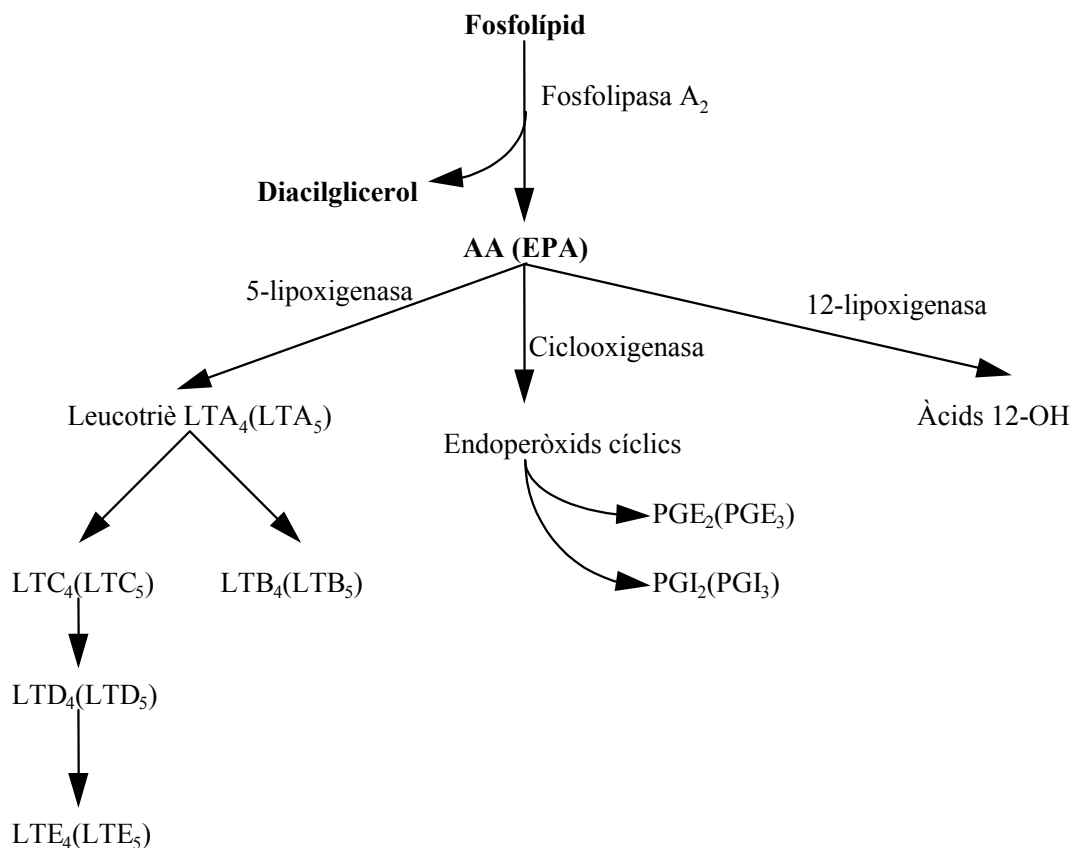 Fosfolípid
Fosfolipasa A₂
Diacilglicerol
AA (EPA)
5-lipoxigenasa
12-lipoxigenasa
Ciclooxigenasa
Leucotriè LTA₄(LTA₅)
Àcids 12-OH
Endoperòxids cíclics
PGE₂(PGE₃)
LTC₄(LTC₅)
LTB₄(LTB₅)
PGI₂(PGI₃)
LTD₄(LTD₅)
LTE₄(LTE₅)